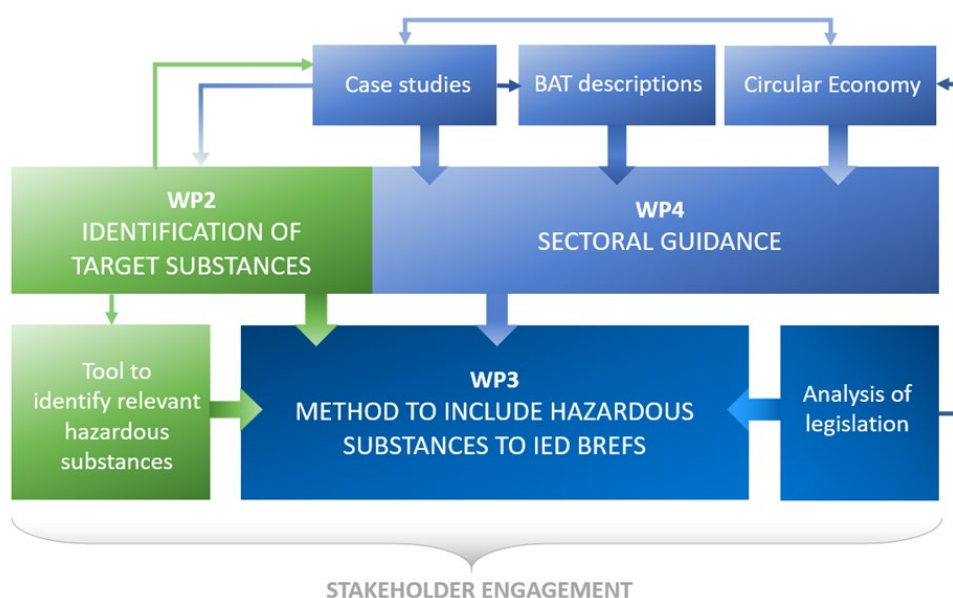 Case studies
BAT descriptions
Circular Economy
WP2
IDENTIFICATION OF
TARGET SUBSTANCES
WP4
SECTORAL GUIDANCE
Tool to
identify relevant
hazardous
substances
WP3
METHOD TO INCLUDE HAZARDOUS
SUBSTANCES TO IED BREFS
Analysis of
legislation
STAKEHOLDER ENGAGEMENT